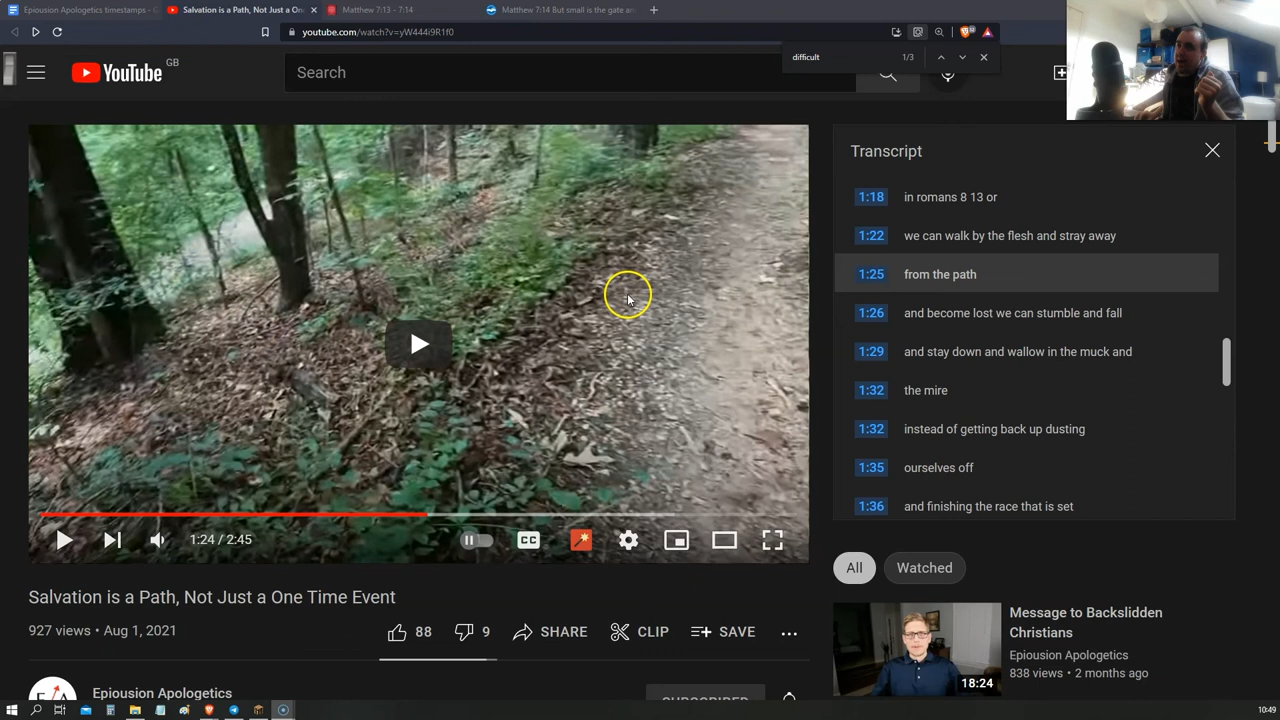 Epiousion Apologetics timestamps -
Salvation is a Path, Not Just a On
Matthew 7:13 - 7:14
Matthew 7:14 But small is the gate an
youtube.com/watch?v=yW444i9R1f0
difficult
1/3
YouTube GB
Search
Transcript
1:18 in romans 8 13 or
1:22 we can walk by the flesh and stray away
1:25 from the path
1:26 and become lost we can stumble and fall
1:29 and stay down and wallow in the muck and
1:32 the mire
1:32 instead of getting back up dusting
1:35 ourselves off
1:36 and finishing the race that is set
1:24 / 2:45
CC
Salvation is a Path, Not Just a One Time Event
927 views • Aug 1, 2021
88
9
SHARE
CLIP
SAVE
Epiousion Apologetics
SUBSCRIBED
All
Watched
Message to Backslidden
Christians
Epiousion Apologetics
838 views • 2 months ago
18:24
10:49